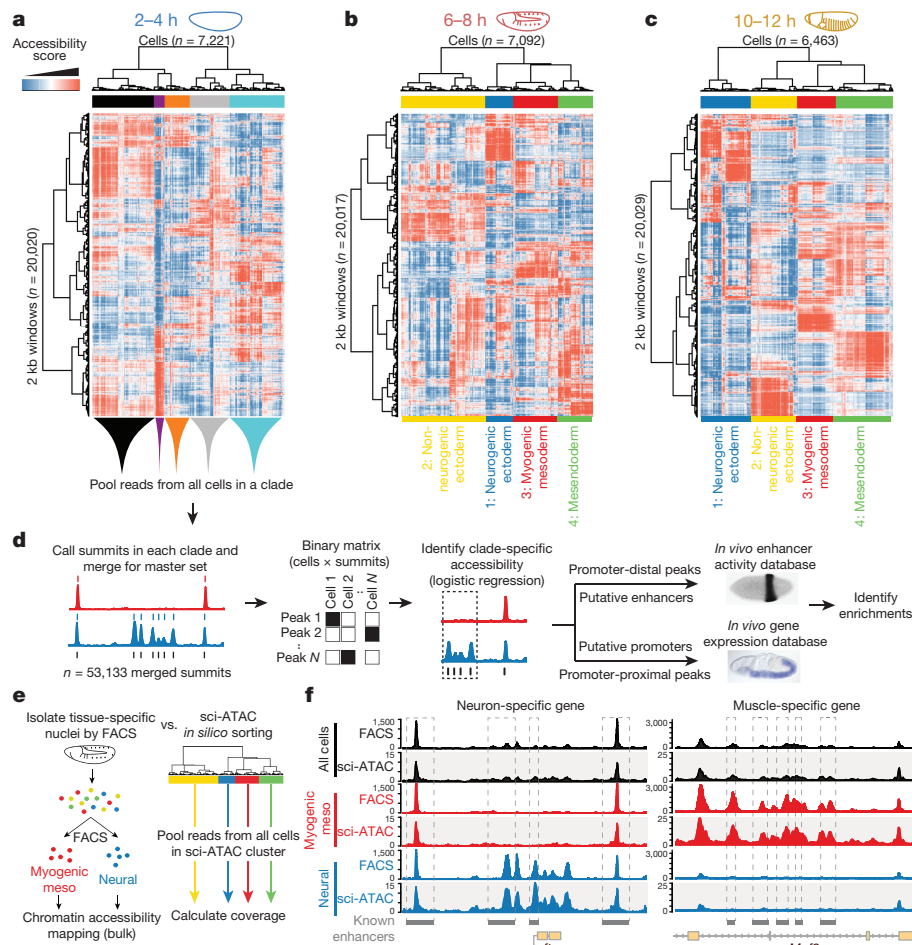 a
2–4 h
Cells (n = 7,221)
Accessibility
score
2 kb windows (n = 20,020)
b
6–8 h
Cells (n = 7,092)
2 kb windows (n = 20,017)
2: Non-
neurogenic
ectoderm
1: Neurogenic
ectoderm
3: Myogenic
mesoderm
4: Mesendoderm
c
10–12 h
Cells (n = 6,463)
2 kb windows (n = 20,029)
1: Neurogenic
ectoderm
2: Non-
neurogenic
ectoderm
3: Myogenic
mesoderm
4: Mesendoderm
Pool reads from all cells in a clade
d
Call summits in each clade and
merge for master set
n = 53,133 merged summits
Binary matrix
(cells × summits)
Cell 1
Cell 2
..
Cell N
Peak 1
Peak 2
:
Peak N
Identify clade-specific
accessibility
(logistic regression)
Promoter-distal peaks
Putative enhancers
Putative promoters
Promoter-proximal peaks
In vivo enhancer
activity database
In vivo gene
expression database
Identify
enrichments
e
Isolate tissue-specific
nuclei by FACS
vs.
sci-ATAC
in silico sorting
FACS
Myogenic
meso
Neural
Chromatin accessibility
mapping (bulk)
Pool reads from all cells
in sci-ATAC cluster
Calculate coverage
f
Neuron-specific gene
Muscle-specific gene
All cells
FACS
1,500
0
3,000
0
sci-ATAC
15
0
25
0
Myogenic
meso
FACS
1,500
0
3,000
0
sci-ATAC
15
0
25
0
Neural
FACS
1,500
0
3,000
0
sci-ATAC
15
0
25
0
Known
enhancers